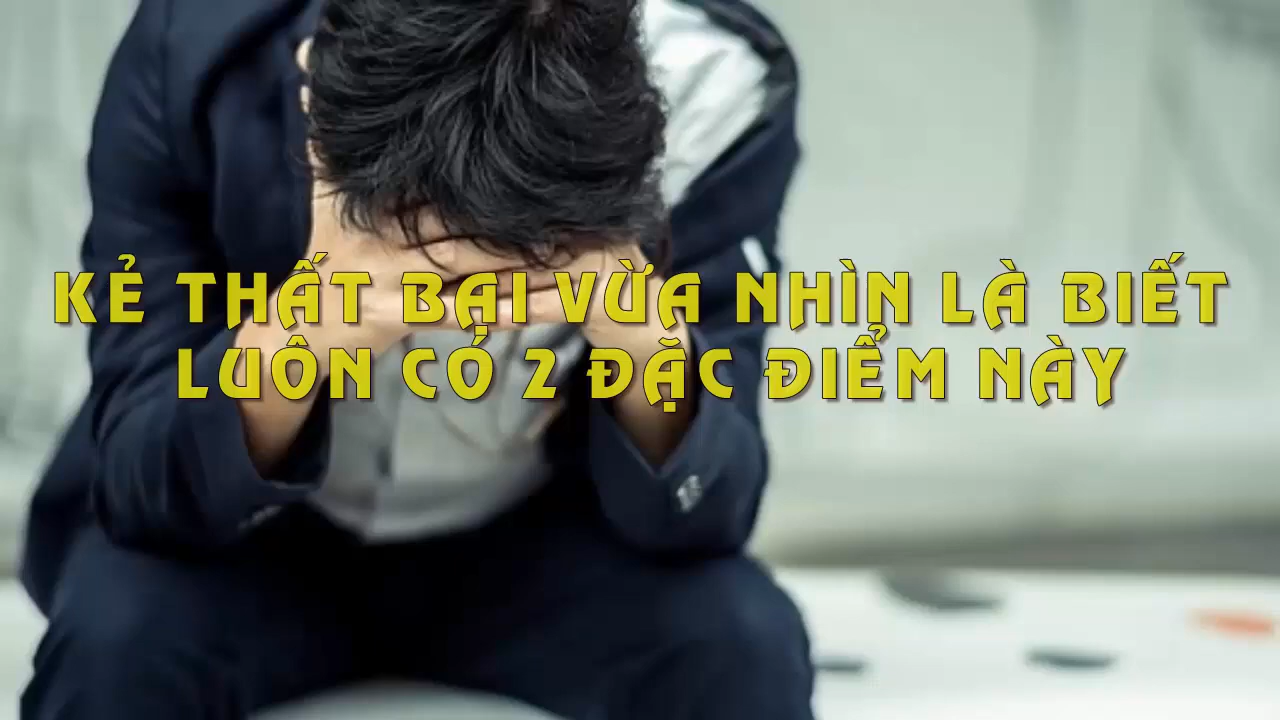 KẺ THẤT BẠI VỪA NHÌN LÀ BIẾT
LUÔN CÓ 2 ĐẶC ĐIỂM NÀY